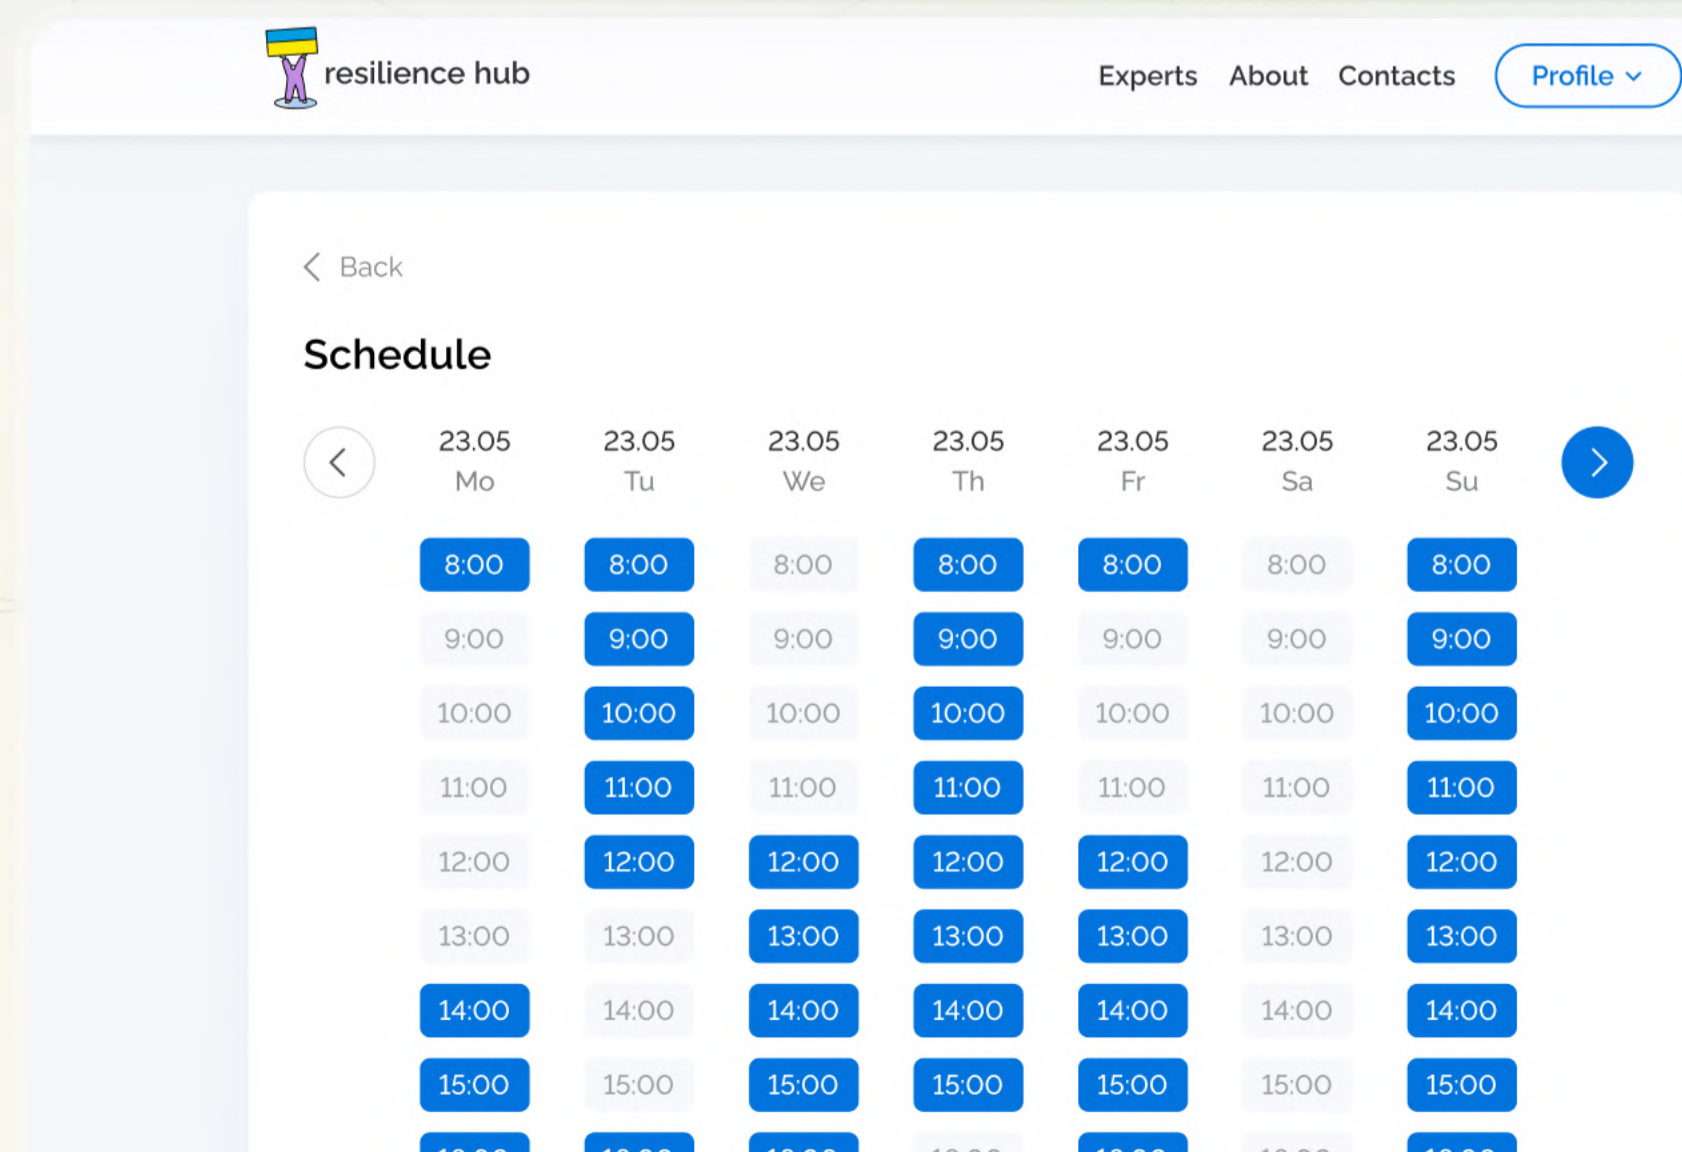 resilience hub
Experts About Contacts Profile
Back
Schedule
23.05 23.05 23.05 23.05 23.05 23.05 23.05
Mo Tu We Th Fr Sa Su
8:00 8:00 8:00 8:00 8:00 8:00 8:00
9:00 9:00 9:00 9:00 9:00 9:00 9:00
10:00 10:00 10:00 10:00 10:00 10:00 10:00
11:00 11:00 11:00 11:00 11:00 11:00 11:00
12:00 12:00 12:00 12:00 12:00 12:00 12:00
13:00 13:00 13:00 13:00 13:00 13:00 13:00
14:00 14:00 14:00 14:00 14:00 14:00 14:00
15:00 15:00 15:00 15:00 15:00 15:00 15:00